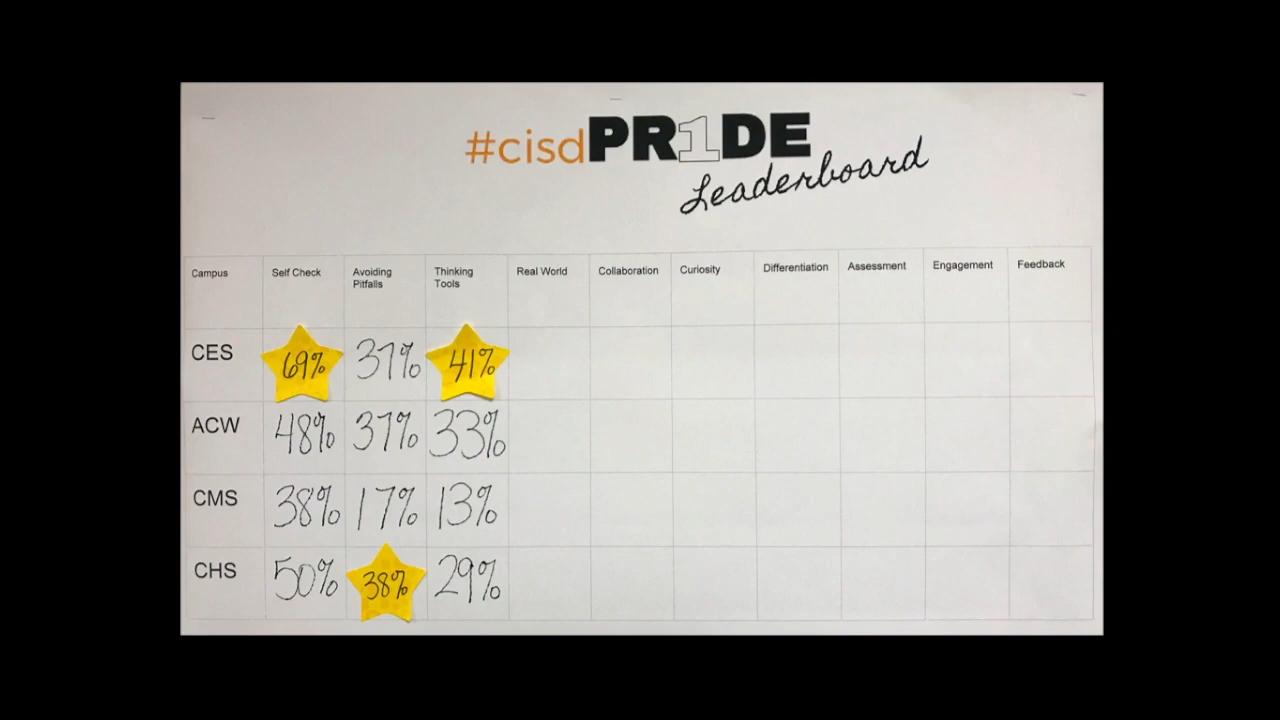 #cisdPR1DE
Leaderboard
Campus Self Check Avoiding Pitfalls Thinking Tools Real World Collaboration Curiosity Differentiation Assessment Engagement Feedback
CES 69% 37% 41%
ACW 48% 37% 33%
CMS 38% 17% 13%
CHS 50% 38% 29%